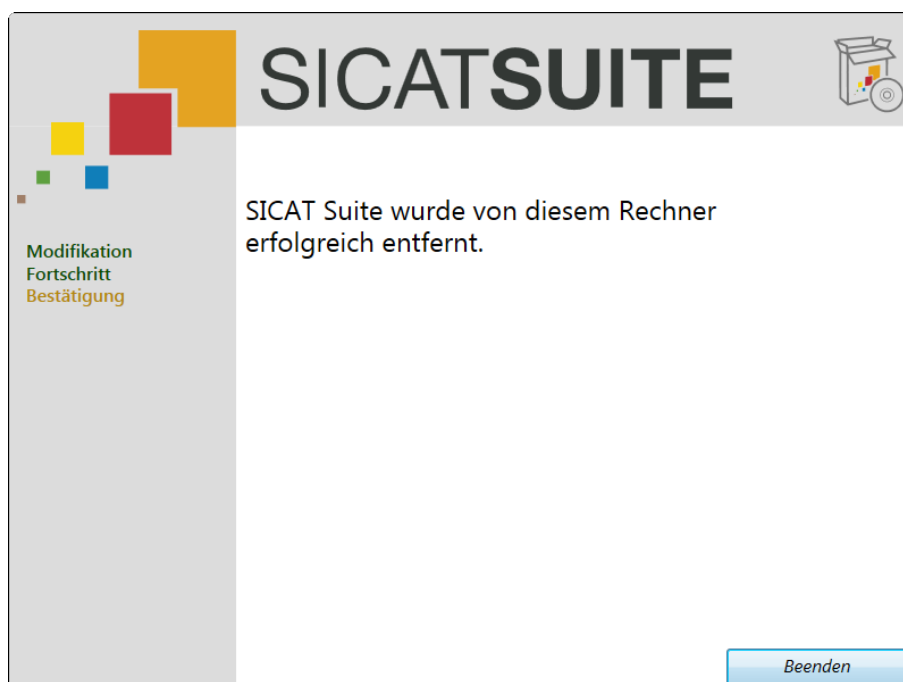 SICATSUITE
Modifikation
Fortschritt
Bestätigung
SICAT Suite wurde von diesem Rechner
erfolgreich entfernt.
Beenden